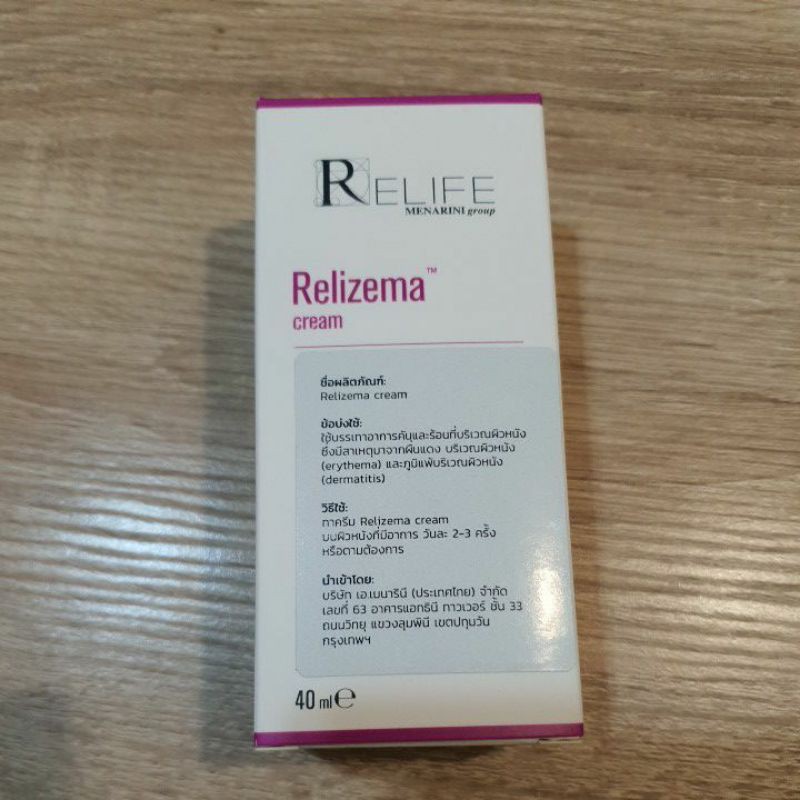 RELIFE
MENARINI group
Relizema™
cream
ชื่อผลิตภัณฑ์:
Relizema cream
ข้อบ่งใช้:
ใช้บรรเทาอาการคันและร้อนที่บริเวณผิวหนัง
ซึ่งมีสาเหตุมาจากผื่นแดง บริเวณผิวหนัง
(erythema) และภูมิแพ้บริเวณผิวหนัง
(dermatitis)
วิธีใช้:
ทาครีม Relizema cream
บนผิวหนังที่มีอาการ วันละ 2-3 ครั้ง
หรือตามต้องการ
นำเข้าโดย:
บริษัท เอ.เมนารินี (ประเทศไทย) จำกัด
เลขที่ 63 อาคารแอทธินี ทาวเวอร์ ชั้น 33
ถนนวิทยุ แขวงลุมพินี เขตปทุมวัน
กรุงเทพฯ
40 ml ℮